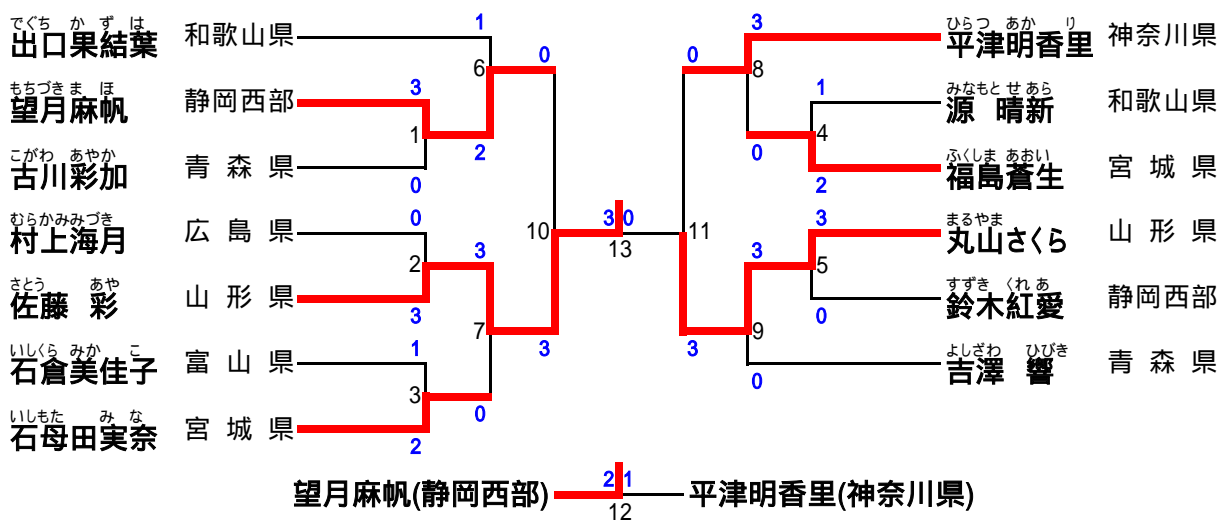 でぐち か ず は
出口果結葉 和歌山県
もちづき ま ほ
望月麻帆 静岡西部
こがわ あやか
古川彩加 青森県
むらかみみづき
村上海月 広島県
さとう あや
佐藤 彩 山形県
いしくら みか こ
石倉美佳子 富山県
いしもた み な
石母田実奈 宮城県
1
3
1
0
6
2
0
0
2
3
1
3
2
7
3
0
0
3
10
3 0
13
ひらつ あか り
平津明香里 神奈川県
みなもと せ あら
源 晴新 和歌山県
ふくしま あおい
福島蒼生 宮城県
まるやま
丸山さくら 山形県
すずき くれ あ
鈴木紅愛 静岡西部
よしざわ ひびき
吉澤 響 青森県
3
0
8
1
4
0
2
11
3
3
5
0
9
3
0
望月麻帆(静岡西部) 2 1 平津明香里(神奈川県)
12